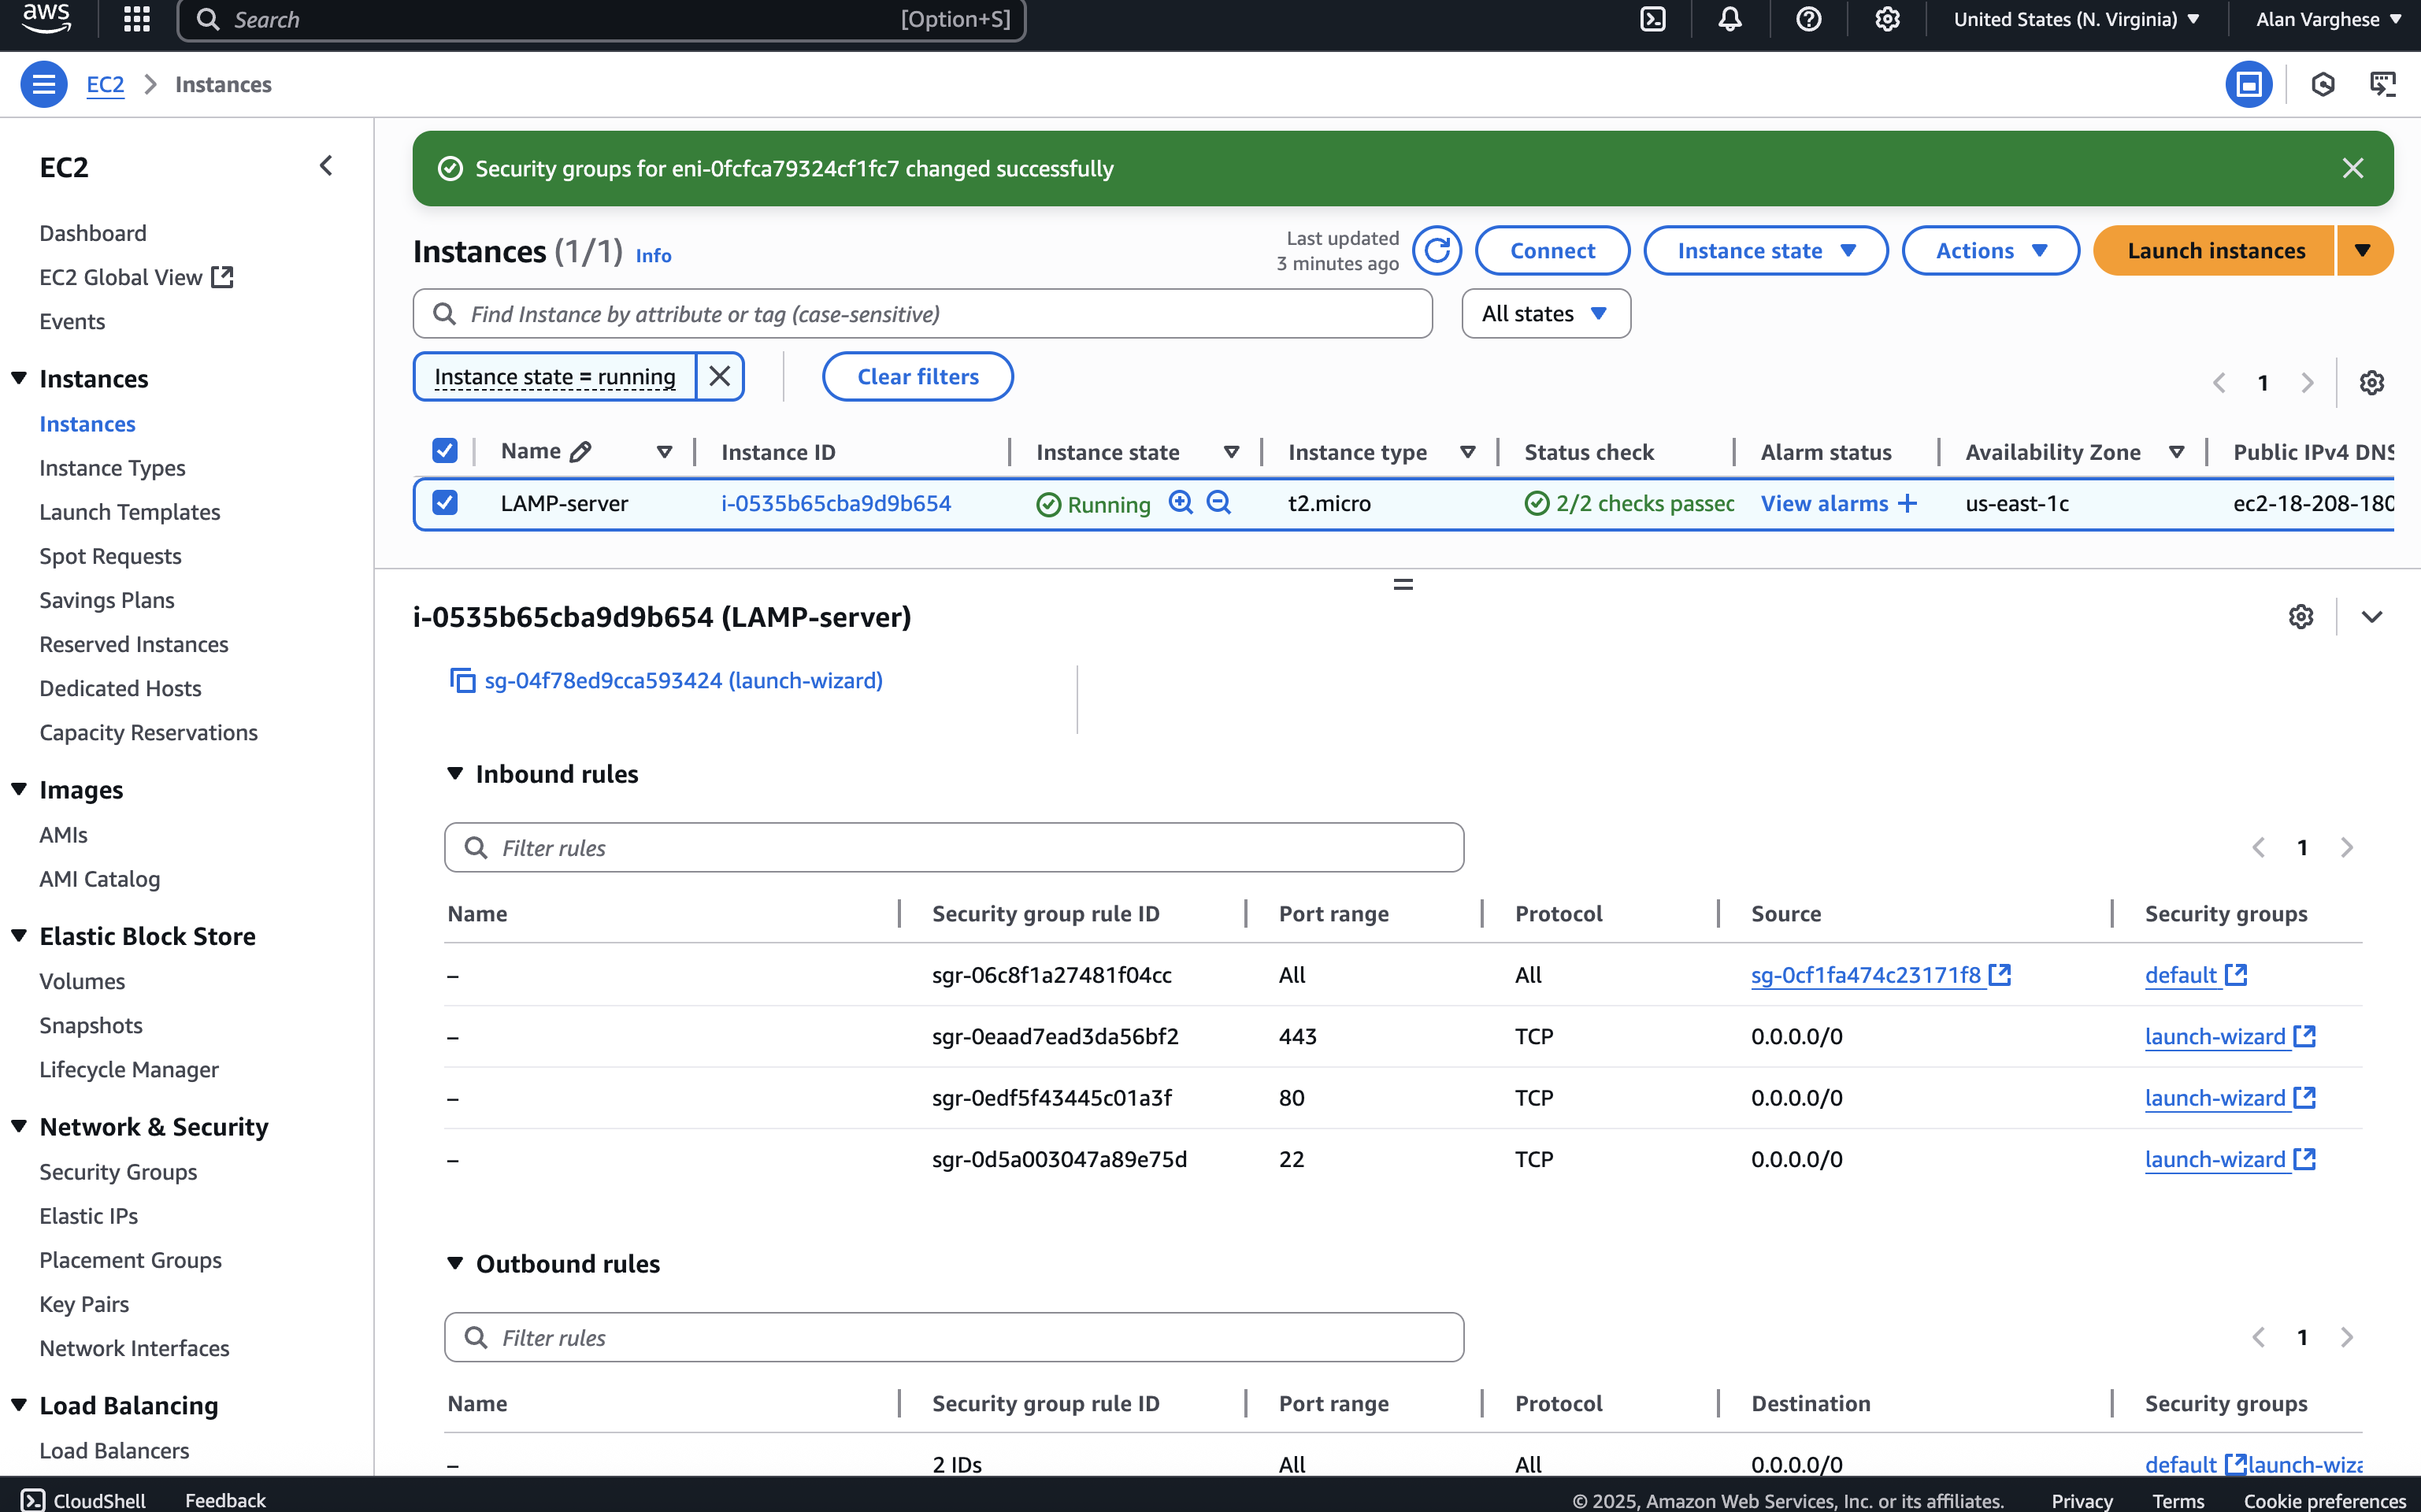 aws
Search [Option+S]
United States (N. Virginia)
Alan Varghese
EC2 Instances
EC2
Dashboard
EC2 Global View
Events
Instances
Instances
Instance Types
Launch Templates
Spot Requests
Savings Plans
Reserved Instances
Dedicated Hosts
Capacity Reservations
Images
AMIs
AMI Catalog
Elastic Block Store
Volumes
Snapshots
Lifecycle Manager
Network & Security
Security Groups
Elastic IPs
Placement Groups
Key Pairs
Network Interfaces
Load Balancing
Load Balancers
Security groups for eni-0fcfca79324cf1fc7 changed successfully
Instances (1/1) Info
Last updated
3 minutes ago
Connect
Instance state
Actions
Launch instances
Find Instance by attribute or tag (case-sensitive)
All states
Instance state = running
Clear filters
1
Name Instance ID Instance state Instance type Status check Alarm status Availability Zone Public IPv4 DNS
LAMP-server i-0535b65cba9d9b654 Running t2.micro 2/2 checks passed View alarms + us-east-1c ec2-18-208-180
i-0535b65cba9d9b654 (LAMP-server)
sg-04f78ed9cca593424 (launch-wizard)
Inbound rules
Filter rules
1
Name Security group rule ID Port range Protocol Source Security groups
– sgr-06c8f1a27481f04cc All All sg-0cf1fa474c23171f8 default
– sgr-0eaad7ead3da56bf2 443 TCP 0.0.0.0/0 launch-wizard
– sgr-0edf5f43445c01a3f 80 TCP 0.0.0.0/0 launch-wizard
– sgr-0d5a003047a89e75d 22 TCP 0.0.0.0/0 launch-wizard
Outbound rules
Filter rules
1
Name Security group rule ID Port range Protocol Destination Security groups
– 2 IDs All All 0.0.0.0/0 default launch-wiza
CloudShell Feedback © 2025, Amazon Web Services, Inc. or its affiliates. Privacy Terms Cookie preferences